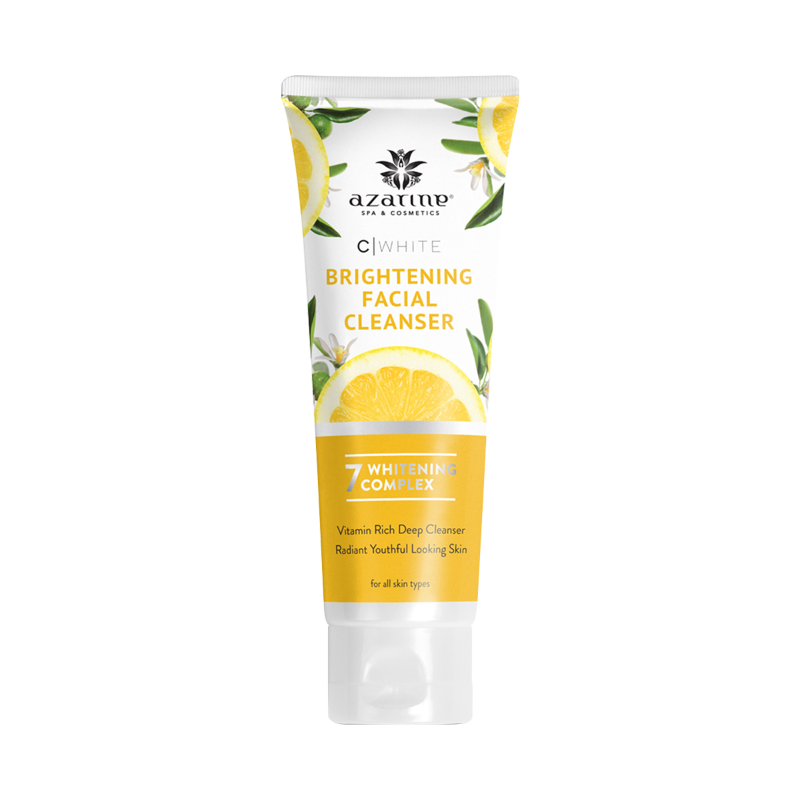 azarine®
SPA & COSMETICS
C|WHITE
BRIGHTENING
FACIAL
CLEANSER
7 WHITENING
COMPLEX
Vitamin Rich Deep Cleanser
Radiant Youthful Looking Skin
for all skin types